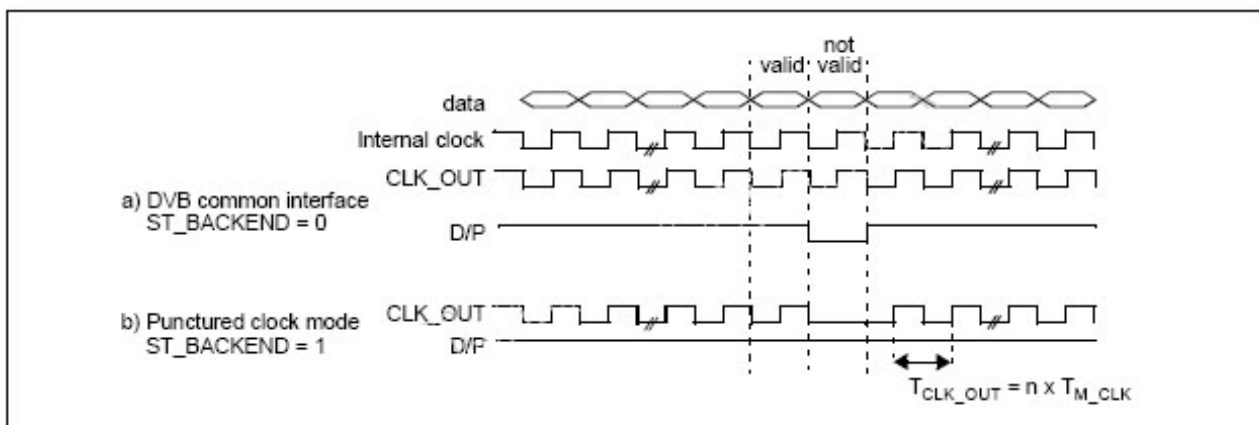 not
valid valid
data
Internal clock
CLK_OUT
a) DVB common interface
ST_BACKEND = 0
D/P
CLK_OUT
b) Punctured clock mode
ST_BACKEND = 1
D/P
T_CLK_OUT = n x T_M_CLK